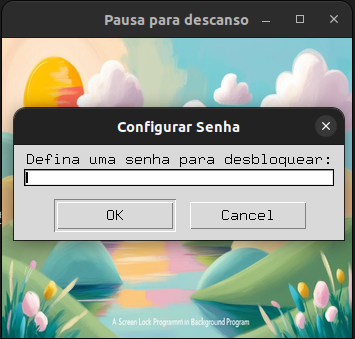 Pausa para descanso
Configurar Senha
Defina uma senha para desbloquear:
OK
Cancel
A Screen Lock Programm in Background Program